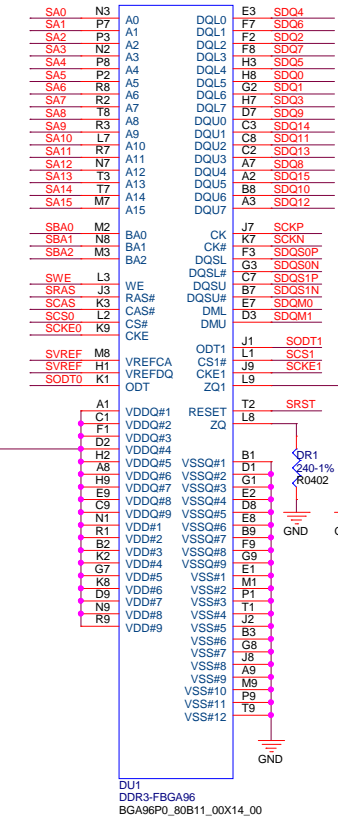 SA0 N3 A0 DQL0 E3 SDQ4
SA1 P7 A1 DQL1 F7 SDQ6
SA2 P3 A2 DQL2 F2 SDQ2
SA3 N2 A3 DQL3 F8 SDQ7
SA4 P8 A4 DQL4 H3 SDQ5
SA5 P2 A5 DQL5 H8 SDQ0
SA6 R8 A6 DQL6 G2 SDQ1
SA7 R2 A7 DQL7 H7 SDQ3
SA8 T8 A8 DQU0 D7 SDQ9
SA9 R3 A9 DQU1 C3 SDQ14
SA10 L7 A10 DQU2 C8 SDQ11
SA11 R7 A11 DQU3 C2 SDQ13
SA12 N7 A12 DQU4 A7 SDQ8
SA13 T3 A13 DQU5 A2 SDQ15
SA14 T7 A14 DQU6 B8 SDQ10
SA15 M7 A15 DQU7 A3 SDQ12
SBA0 M2 BA0 CK J7 SCKP
SBA1 N8 BA1 CK# K7 SCKN
SBA2 M3 BA2 DQSL F3 SDQS0P
DQSL# G3 SDQS0N
SWE L3 WE DQSU C7 SDQS1P
SRAS J3 RAS# DQSU# B7 SDQS1N
SCAS K3 CAS# DML E7 SDQM0
SCS0 L2 CS# DMU D3 SDQM1
SCKE0 K9 CKE
ODT1 J1 SODT1
SVREF M8 VREFCA CS1# L1 SCS1
SVREF H1 VREFDQ CKE1 J9 SCKE1
SODT0 K1 ODT ZQ1 L9
A1 VDDQ#1 RESET T2 SRST
C1 VDDQ#2 ZQ L8
F1 VDDQ#3
D2 VDDQ#4
H2 VDDQ#5 VSSQ#1 B1 DR1
A8 VDDQ#6 VSSQ#2 D1 240-1%
H9 VDDQ#7 VSSQ#3 G1 R0402
E9 VDDQ#8 VSSQ#4 E2
C9 VDDQ#9 VSSQ#5 D8
N1 VDD#1 VSSQ#6 E8 GND
R1 VDD#2 VSSQ#7 B9
B2 VDD#3 VSSQ#8 F9
K2 VDD#4 VSSQ#9 G9
G7 VDD#5 VSS#1 E1
K8 VDD#6 VSS#2 M1
D9 VDD#7 VSS#3 P1
N9 VDD#8 VSS#4 T1
R9 VDD#9 VSS#5 J2
VSS#6 B3
VSS#7 G8
VSS#8 J8
VSS#9 A9
VSS#10 M9
VSS#11 P9
VSS#12 T9
GND
DU1
DDR3-FBGA96
BGA96P0_80B11_00X14_00